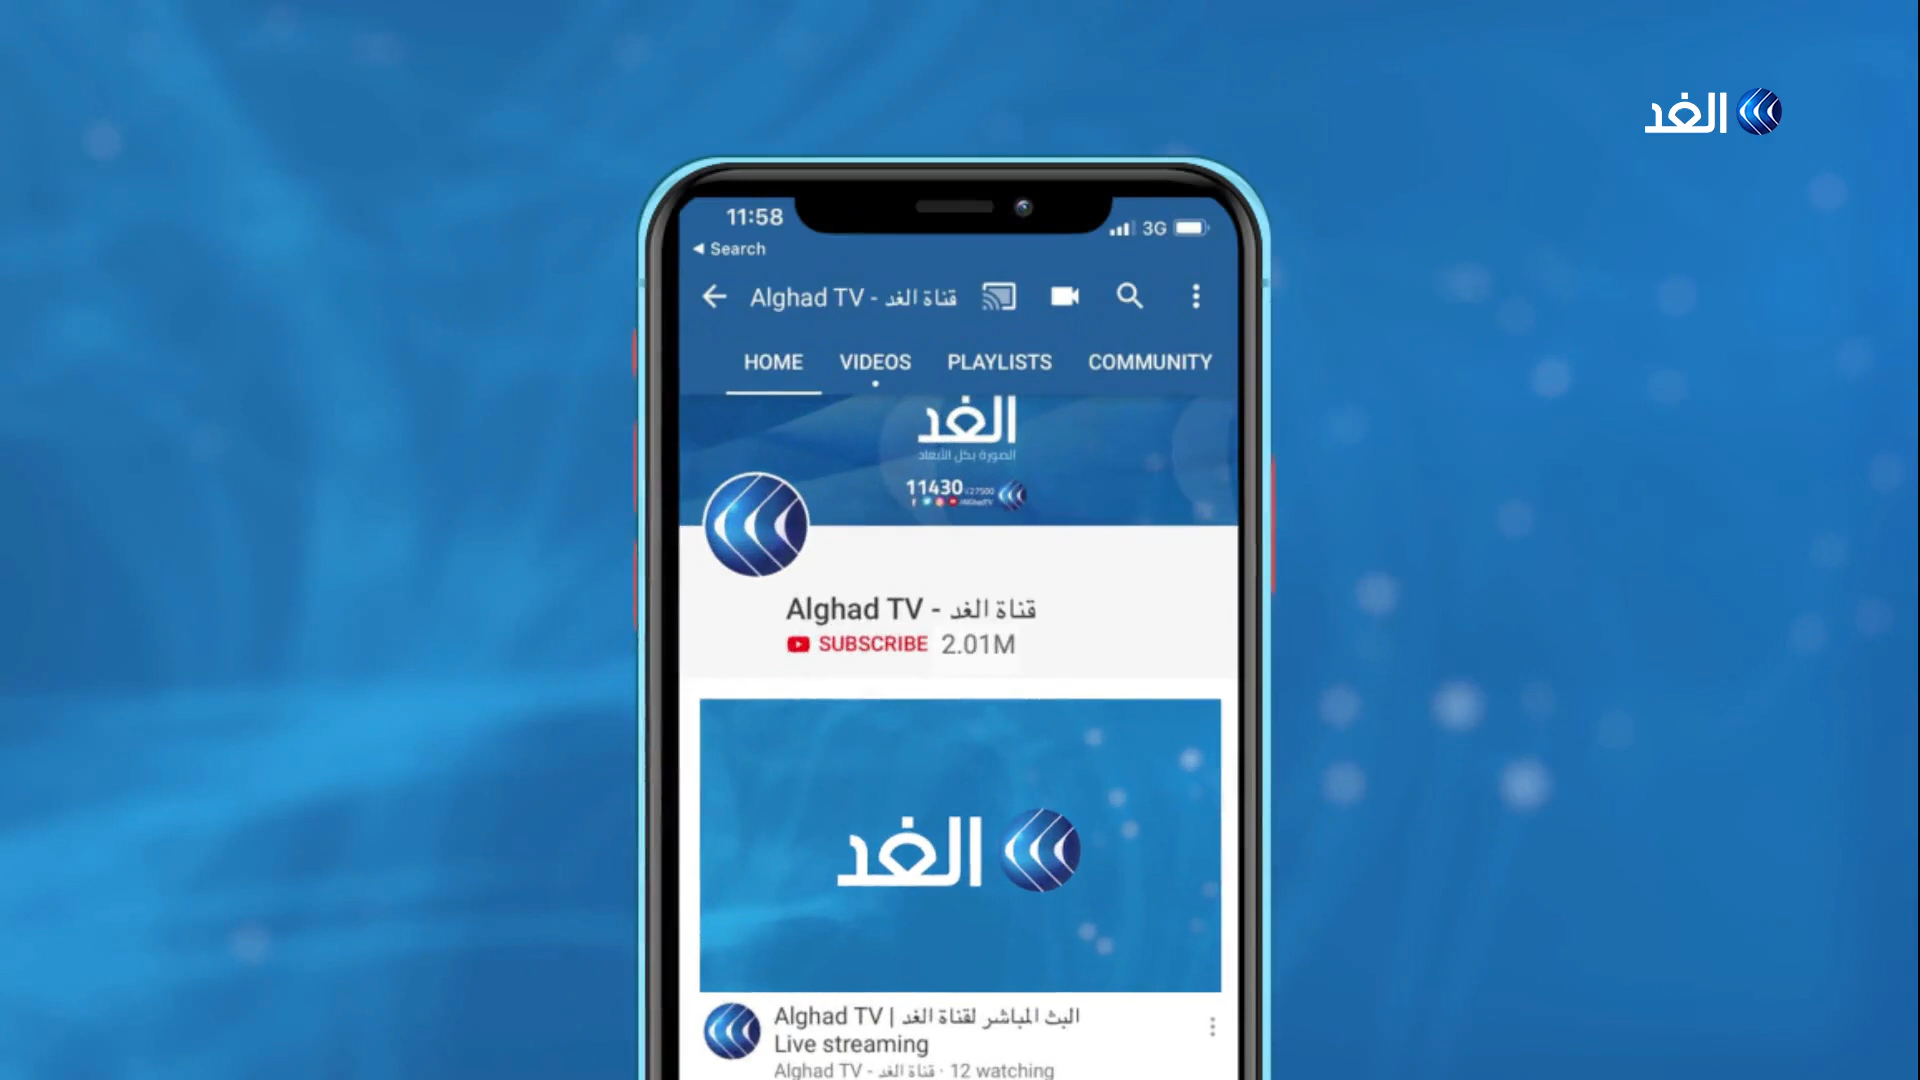 الغد
11:58
3G
Search
Alghad TV - قناة الغد
HOME VIDEOS PLAYLISTS COMMUNITY
الغد
الصورة بكل الأبعاد
11430 27500
AlGhadTV
Alghad TV - قناة الغد
SUBSCRIBE 2.01M
الغد
Alghad TV | البث المباشر لقناة الغد
Live streaming
Alghad TV - قناة الغد · 12 watching